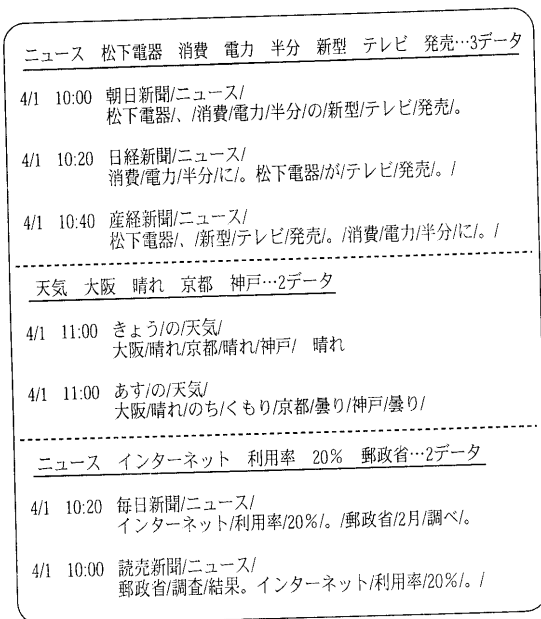 ニュース 松下電器 消費 電力 半分 新型 テレビ 発売…3データ
4/1 10:00 朝日新聞/ニュース/
松下電器/、/消費/電力/半分/の/新型/テレビ/発売/。
4/1 10:20 日経新聞/ニュース/
消費/電力/半分/に/。松下電器/が/テレビ/発売/。/
4/1 10:40 産経新聞/ニュース/
松下電器/、/新型/テレビ/発売/。/消費/電力/半分/に/。/
天気 大阪 晴れ 京都 神戸…2データ
4/1 11:00 きょう/の/天気/
大阪/晴れ/京都/晴れ/神戸/ 晴れ
4/1 11:00 あす/の/天気/
大阪/晴れ/のち/くもり/京都/曇り/神戸/曇り/
ニュース インターネット 利用率 20% 郵政省…2データ
4/1 10:20 毎日新聞/ニュース/
インターネット/利用率/20%/。/郵政省/2月/調べ/。
4/1 10:00 読売新聞/ニュース/
郵政省/調査/結果。インターネット/利用率/20%/。/